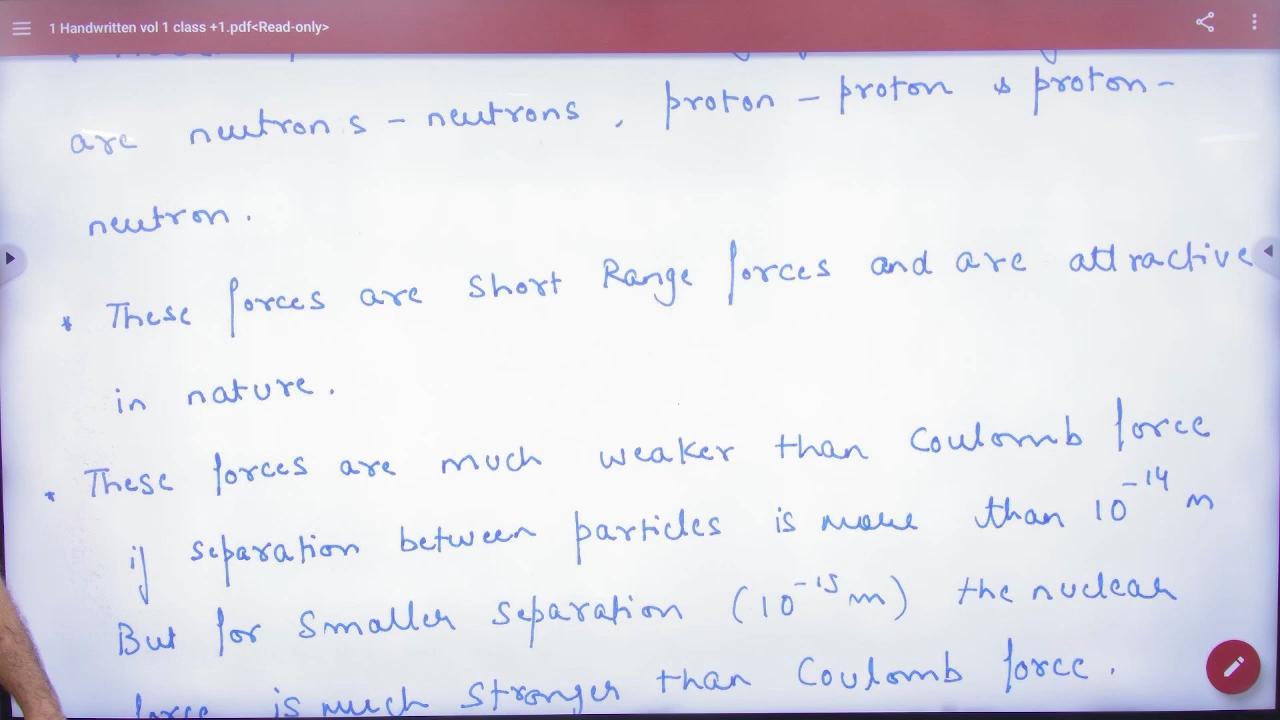 1 Handwritten vol 1 class +1.pdf<Read-only>
are neutrons - neutrons, proton - proton & proton-
neutron.
* These forces are short Range forces and are attractive
in nature.
* These forces are much weaker than Coulomb force
if separation between particles is more than 10⁻¹⁴ m
But for smaller separation (10⁻¹⁵ m) the nuclear
force is much stronger than Coulomb force.